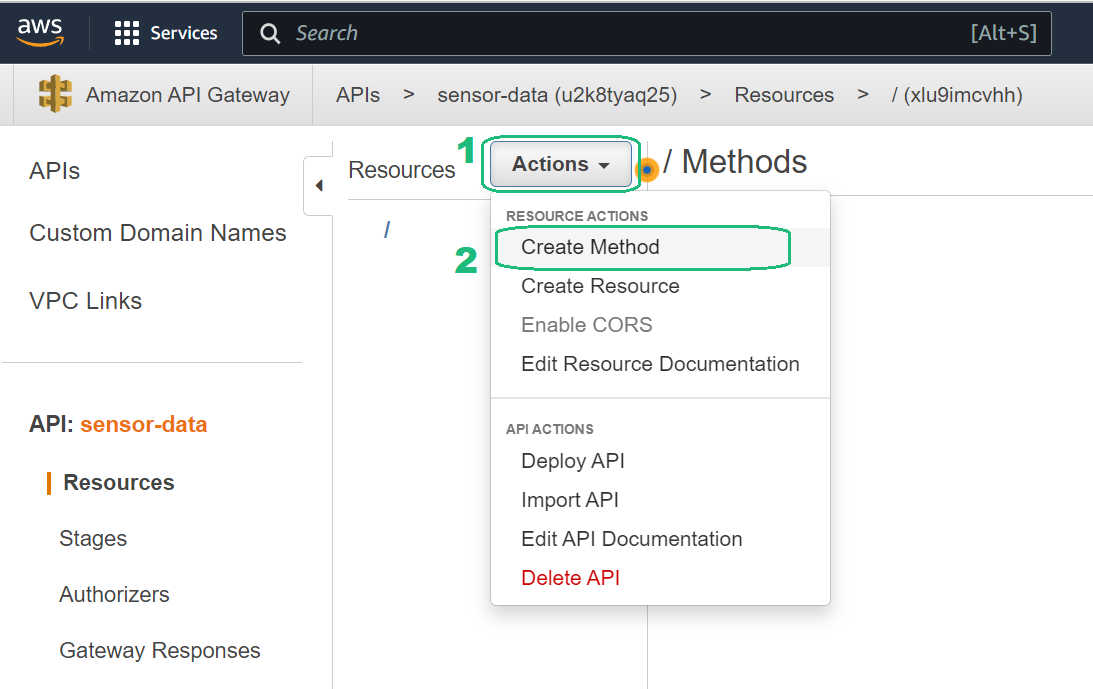 aws Services Search [Alt+S]
Amazon API Gateway APIs > sensor-data (u2k8tyaq25) > Resources > / (xlu9imcvhh)
APIs
Custom Domain Names
VPC Links
API: sensor-data
Resources
Stages
Authorizers
Gateway Responses
Resources 1 Actions / Methods
/
RESOURCE ACTIONS
2 Create Method
Create Resource
Enable CORS
Edit Resource Documentation
API ACTIONS
Deploy API
Import API
Edit API Documentation
Delete API